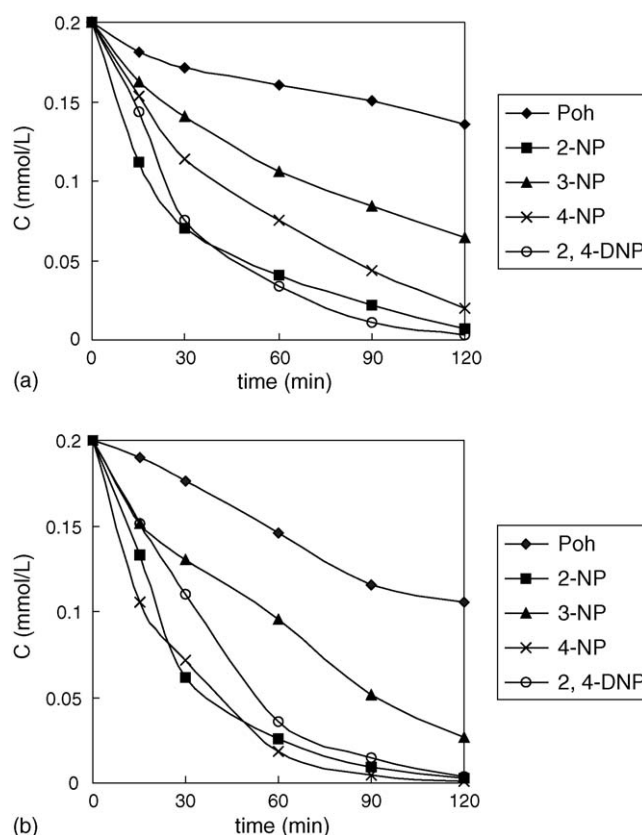 0.2
0.15
0.1
0.05
0
C (mmol/L)
0 30 60 90 120
time (min)
(a)
Poh
2-NP
3-NP
4-NP
2, 4-DNP
0.2
0.15
0.1
0.05
0
C (mmol/L)
0 30 60 90 120
time (min)
(b)
Poh
2-NP
3-NP
4-NP
2, 4-DNP